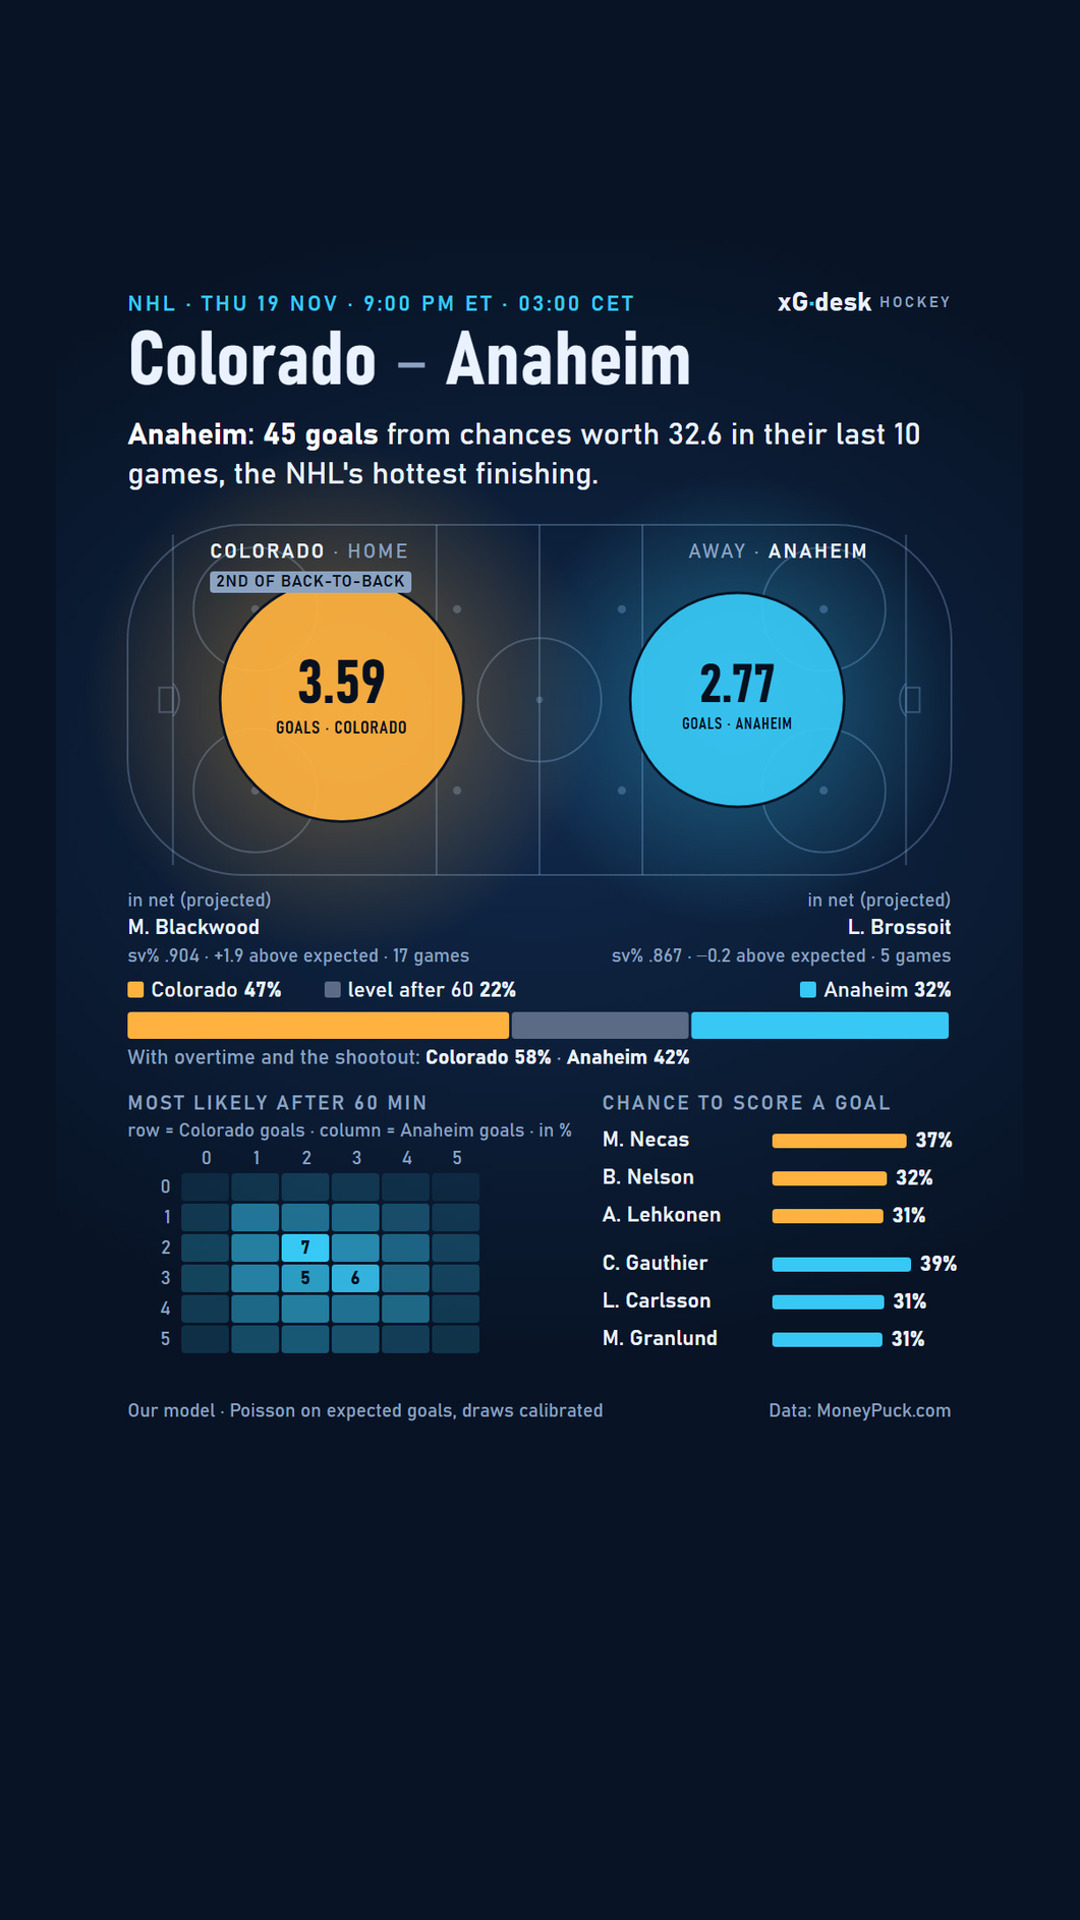 NHL · THU 19 NOV · 9:00 PM ET · 03:00 CET
xG·desk HOCKEY
Colorado – Anaheim
Anaheim: 45 goals from chances worth 32.6 in their last 10
games, the NHL's hottest finishing.
COLORADO · HOME
AWAY · ANAHEIM
2ND OF BACK-TO-BACK
3.59
GOALS · COLORADO
2.77
GOALS · ANAHEIM
in net (projected)
M. Blackwood
sv% .904 · +1.9 above expected · 17 games
in net (projected)
L. Brossoit
sv% .867 · −0.2 above expected · 5 games
Colorado 47%
level after 60 22%
Anaheim 32%
With overtime and the shootout: Colorado 58% · Anaheim 42%
MOST LIKELY AFTER 60 MIN
row = Colorado goals · column = Anaheim goals · in %
0 1 2 3 4 5
0
1
2 7
3 5 6
4
5
CHANCE TO SCORE A GOAL
M. Necas 37%
B. Nelson 32%
A. Lehkonen 31%
C. Gauthier 39%
L. Carlsson 31%
M. Granlund 31%
Our model · Poisson on expected goals, draws calibrated
Data: MoneyPuck.com